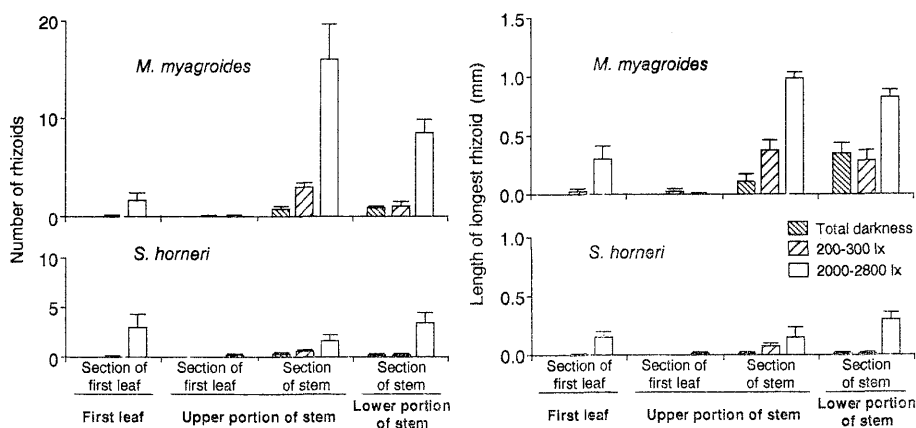 20
10
0
Number of rhizoids
M. myagroides
S. horneri
10
5
0
Section of first leaf
Section of first leaf
Section of stem
Section of stem
First leaf
Upper portion of stem
Lower portion of stem
1.5
1.0
0.5
0.0
Length of longest rhizoid (mm)
M. myagroides
Total darkness
200-300 lx
2000-2800 lx
S. horneri
1.0
0.5
0.0
Section of first leaf
Section of first leaf
Section of stem
Section of stem
First leaf
Upper portion of stem
Lower portion of stem